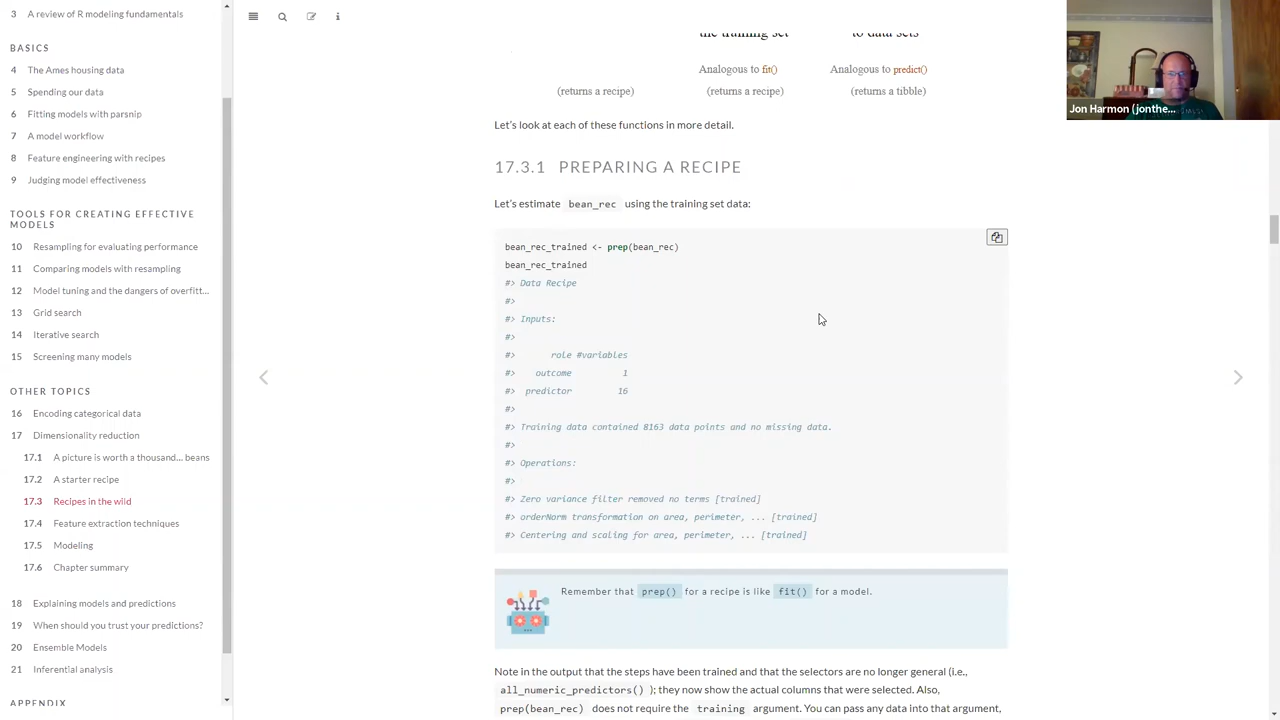 3 A review of R modeling fundamentals
BASICS
4 The Ames housing data
5 Spending our data
6 Fitting models with parsnip
7 A model workflow
8 Feature engineering with recipes
9 Judging model effectiveness
TOOLS FOR CREATING EFFECTIVE
MODELS
10 Resampling for evaluating performance
11 Comparing models with resampling
12 Model tuning and the dangers of overfitt...
13 Grid search
14 Iterative search
15 Screening many models
OTHER TOPICS
16 Encoding categorical data
17 Dimensionality reduction
17.1 A picture is worth a thousand... beans
17.2 A starter recipe
17.3 Recipes in the wild
17.4 Feature extraction techniques
17.5 Modeling
17.6 Chapter summary
18 Explaining models and predictions
19 When should you trust your predictions?
20 Ensemble Models
21 Inferential analysis
APPENDIX
the training set to data sets
Analogous to fit() Analogous to predict()
(returns a recipe) (returns a recipe) (returns a tibble)
Let's look at each of these functions in more detail.
17.3.1 PREPARING A RECIPE
Let's estimate bean_rec using the training set data:
bean_rec_trained <- prep(bean_rec)
bean_rec_trained
#> Data Recipe
#>
#> Inputs:
#>
#> role #variables
#> outcome 1
#> predictor 16
#>
#> Training data contained 8163 data points and no missing data.
#>
#> Operations:
#>
#> Zero variance filter removed no terms [trained]
#> orderNorm transformation on area, perimeter, ... [trained]
#> Centering and scaling for area, perimeter, ... [trained]
Remember that prep() for a recipe is like fit() for a model.
Note in the output that the steps have been trained and that the selectors are no longer general (i.e.,
all_numeric_predictors() ); they now show the actual columns that were selected. Also,
prep(bean_rec) does not require the training argument. You can pass any data into that argument,
Jon Harmon (jonthe...